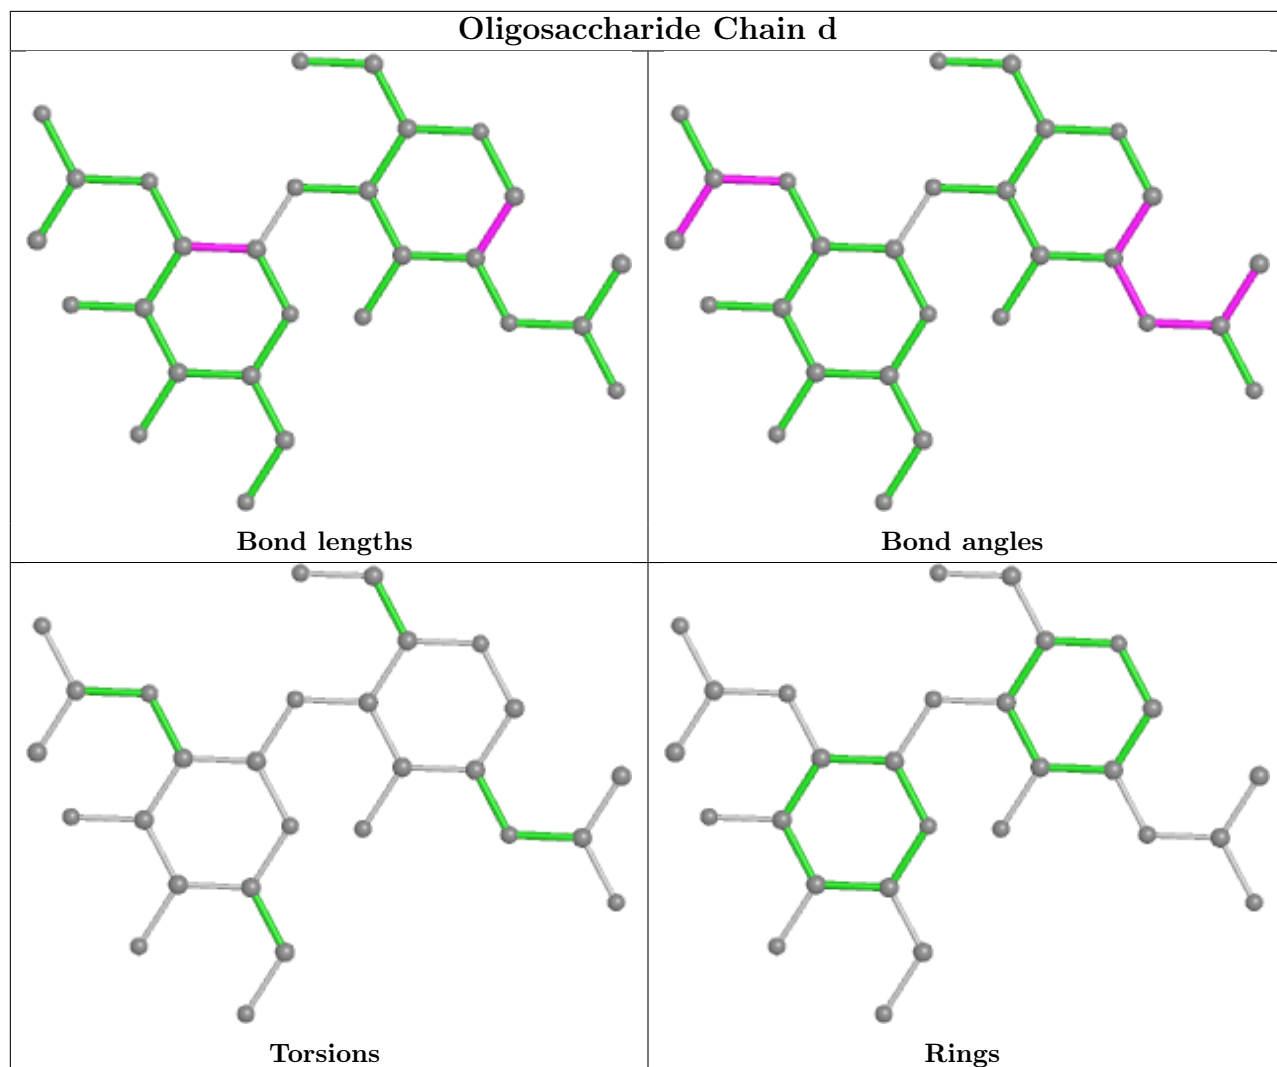 Oligosaccharide Chain d
Bond lengths
Bond angles
Torsions
Rings